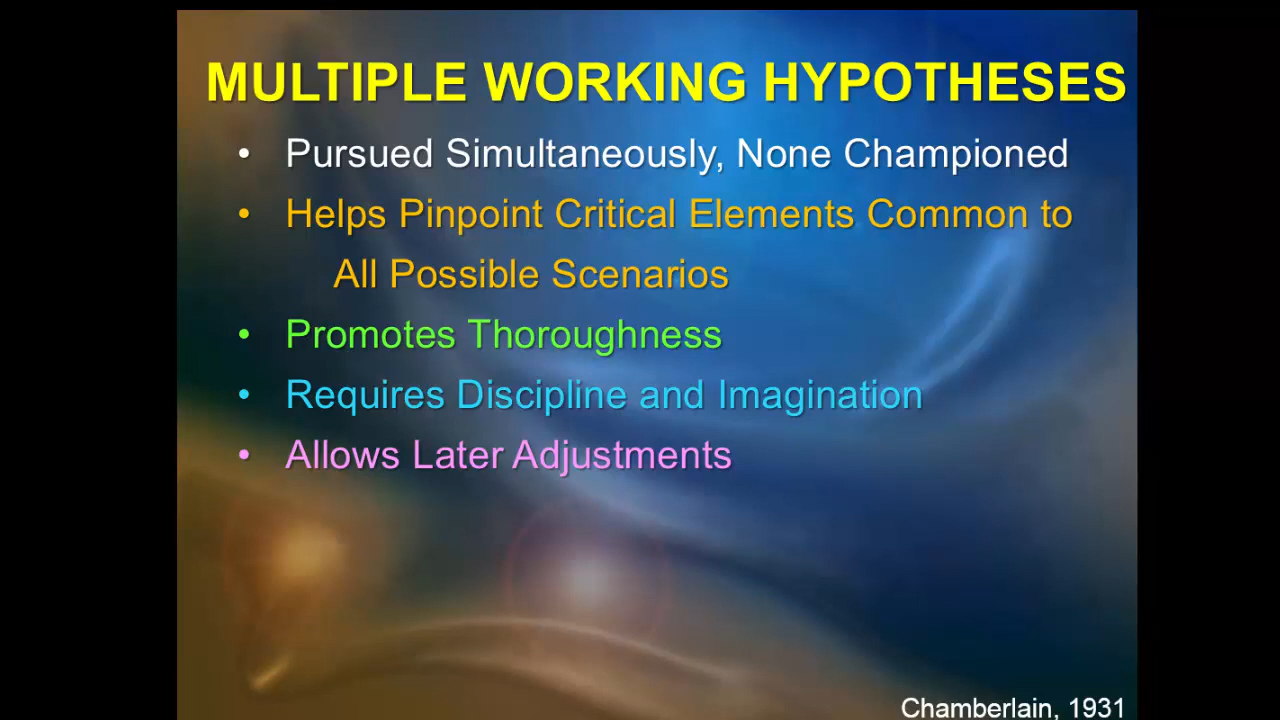 MULTIPLE WORKING HYPOTHESES
• Pursued Simultaneously, None Championed
• Helps Pinpoint Critical Elements Common to
All Possible Scenarios
• Promotes Thoroughness
• Requires Discipline and Imagination
• Allows Later Adjustments
Chamberlain, 1931